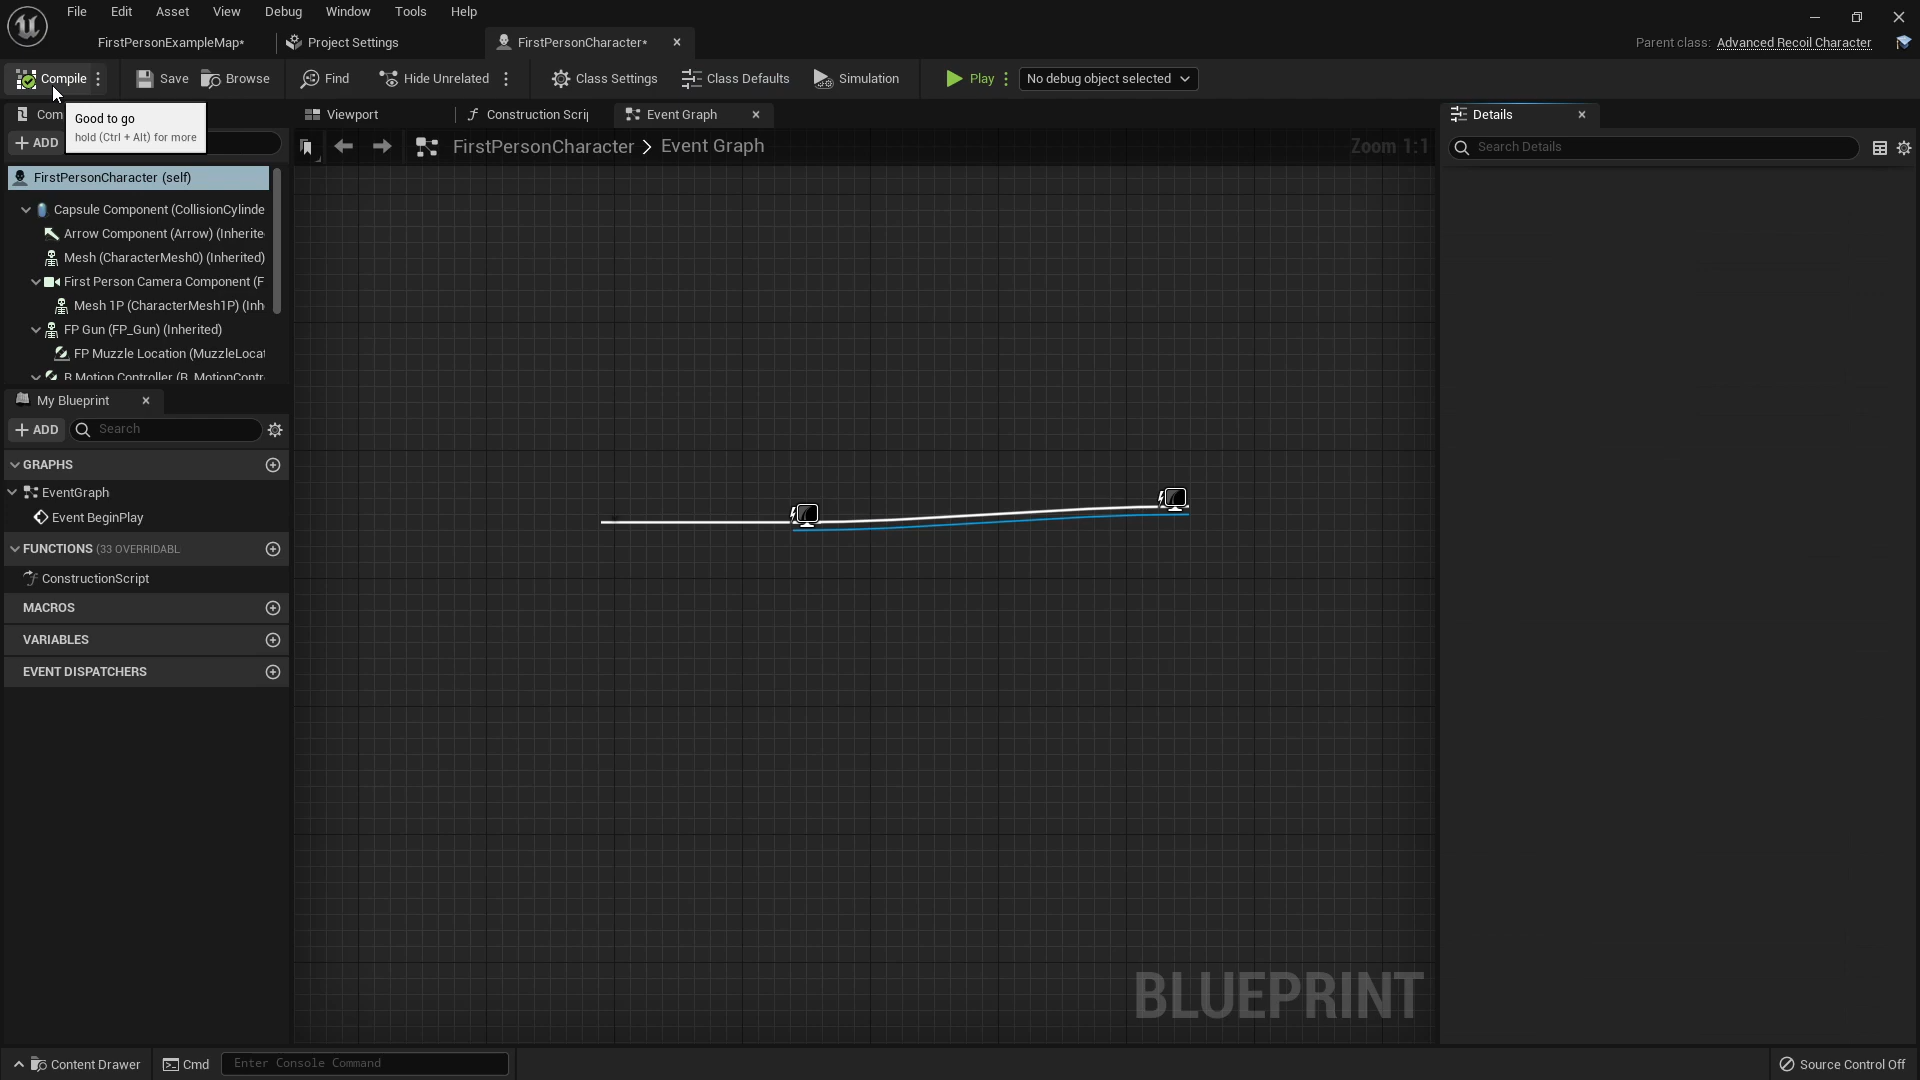 File Edit Asset View Debug Window Tools Help
FirstPersonExampleMap*
Project Settings
FirstPersonCharacter*
Parent class: Advanced Recoil Character
Compile
Save
Browse
Find
Hide Unrelated
Class Settings
Class Defaults
Simulation
Play
No debug object selected
Com
Good to go
hold (Ctrl + Alt) for more
Viewport
Construction Scrip
Event Graph
Details
+ ADD
FirstPersonCharacter > Event Graph
Zoom 1:1
Search Details
FirstPersonCharacter (self)
Capsule Component (CollisionCylinde
Arrow Component (Arrow) (Inherite
Mesh (CharacterMesh0) (Inherited)
First Person Camera Component (F
Mesh 1P (CharacterMesh1P) (Inh
FP Gun (FP_Gun) (Inherited)
FP Muzzle Location (MuzzleLocat
R Motion Controller (R_MotionContr
My Blueprint
+ ADD
Search
GRAPHS
EventGraph
Event BeginPlay
FUNCTIONS (33 OVERRIDABL
ConstructionScript
MACROS
VARIABLES
EVENT DISPATCHERS
BLUEPRINT
Content Drawer
Cmd
Enter Console Command
Source Control Off